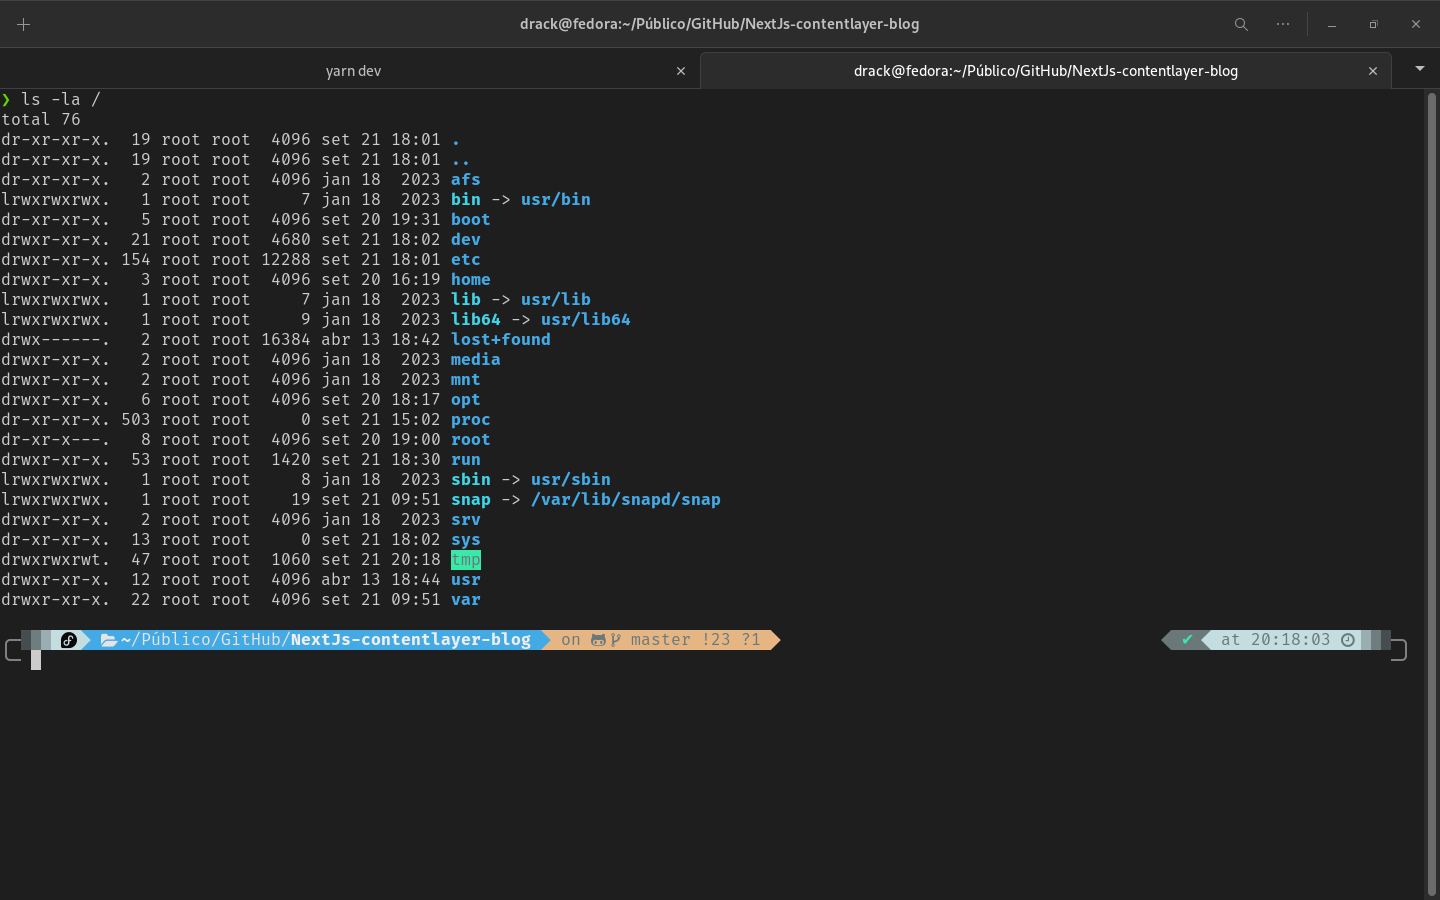 drack@fedora:~/Público/GitHub/NextJs-contentlayer-blog
yarn dev
drack@fedora:~/Público/GitHub/NextJs-contentlayer-blog
❯ ls -la /
total 76
dr-xr-xr-x.  19 root root  4096 set 21 18:01 .
dr-xr-xr-x.  19 root root  4096 set 21 18:01 ..
dr-xr-xr-x.   2 root root  4096 jan 18  2023 afs
lrwxrwxrwx.   1 root root     7 jan 18  2023 bin -> usr/bin
dr-xr-xr-x.   5 root root  4096 set 20 19:31 boot
drwxr-xr-x.  21 root root  4680 set 21 18:02 dev
drwxr-xr-x. 154 root root 12288 set 21 18:01 etc
drwxr-xr-x.   3 root root  4096 set 20 16:19 home
lrwxrwxrwx.   1 root root     7 jan 18  2023 lib -> usr/lib
lrwxrwxrwx.   1 root root     9 jan 18  2023 lib64 -> usr/lib64
drwx------.   2 root root 16384 abr 13 18:42 lost+found
drwxr-xr-x.   2 root root  4096 jan 18  2023 media
drwxr-xr-x.   2 root root  4096 jan 18  2023 mnt
drwxr-xr-x.   6 root root  4096 set 20 18:17 opt
dr-xr-xr-x. 503 root root     0 set 21 15:02 proc
dr-xr-x---.   8 root root  4096 set 20 19:00 root
drwxr-xr-x.  53 root root  1420 set 21 18:30 run
lrwxrwxrwx.   1 root root     8 jan 18  2023 sbin -> usr/sbin
lrwxrwxrwx.   1 root root    19 set 21 09:51 snap -> /var/lib/snapd/snap
drwxr-xr-x.   2 root root  4096 jan 18  2023 srv
dr-xr-xr-x.  13 root root     0 set 21 18:02 sys
drwxrwxrwt.  47 root root  1060 set 21 20:18 tmp
drwxr-xr-x.  12 root root  4096 abr 13 18:44 usr
drwxr-xr-x.  22 root root  4096 set 21 09:51 var
~/Público/GitHub/NextJs-contentlayer-blog on master !23 ?1 ✔ at 20:18:03